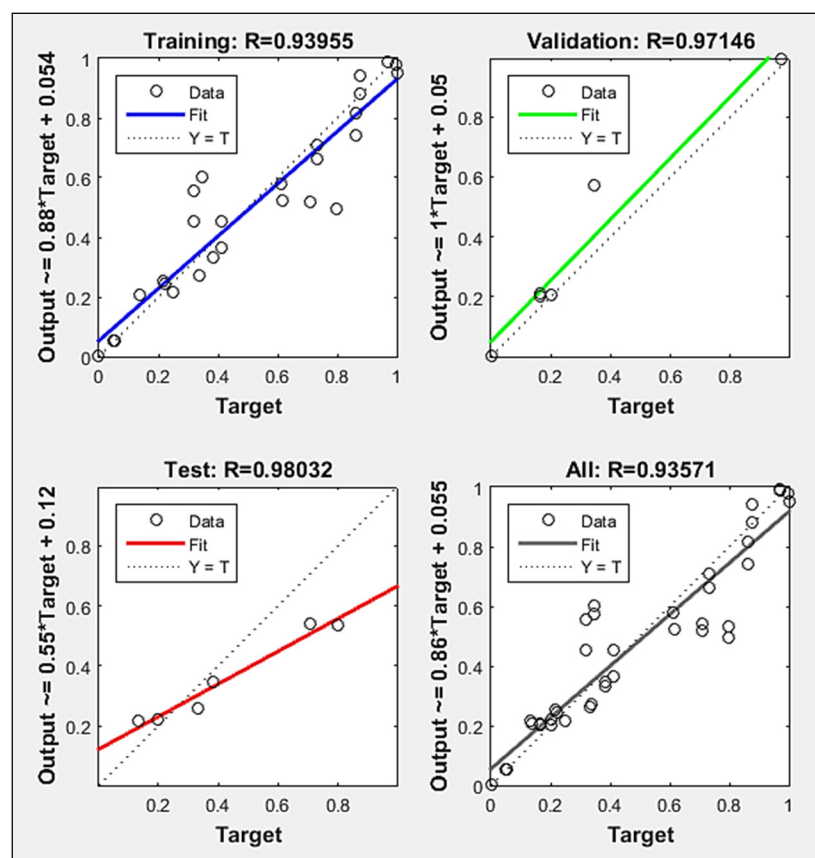 Training: R=0.93955
Output ~= 0.88*Target + 0.054
1
0.8
0.6
0.4
0.2
0
Data
Fit
Y = T
0 0.2 0.4 0.6 0.8 1
Target
Validation: R=0.97146
Output ~= 1*Target + 0.05
1
0.8
0.6
0.4
0.2
Data
Fit
Y = T
0 0.2 0.4 0.6 0.8
Target
Test: R=0.98032
Output ~= 0.55*Target + 0.12
0.8
0.6
0.4
0.2
Data
Fit
Y = T
0.2 0.4 0.6 0.8
Target
All: R=0.93571
Output ~= 0.86*Target + 0.055
1
0.8
0.6
0.4
0.2
0
Data
Fit
Y = T
0 0.2 0.4 0.6 0.8 1
Target